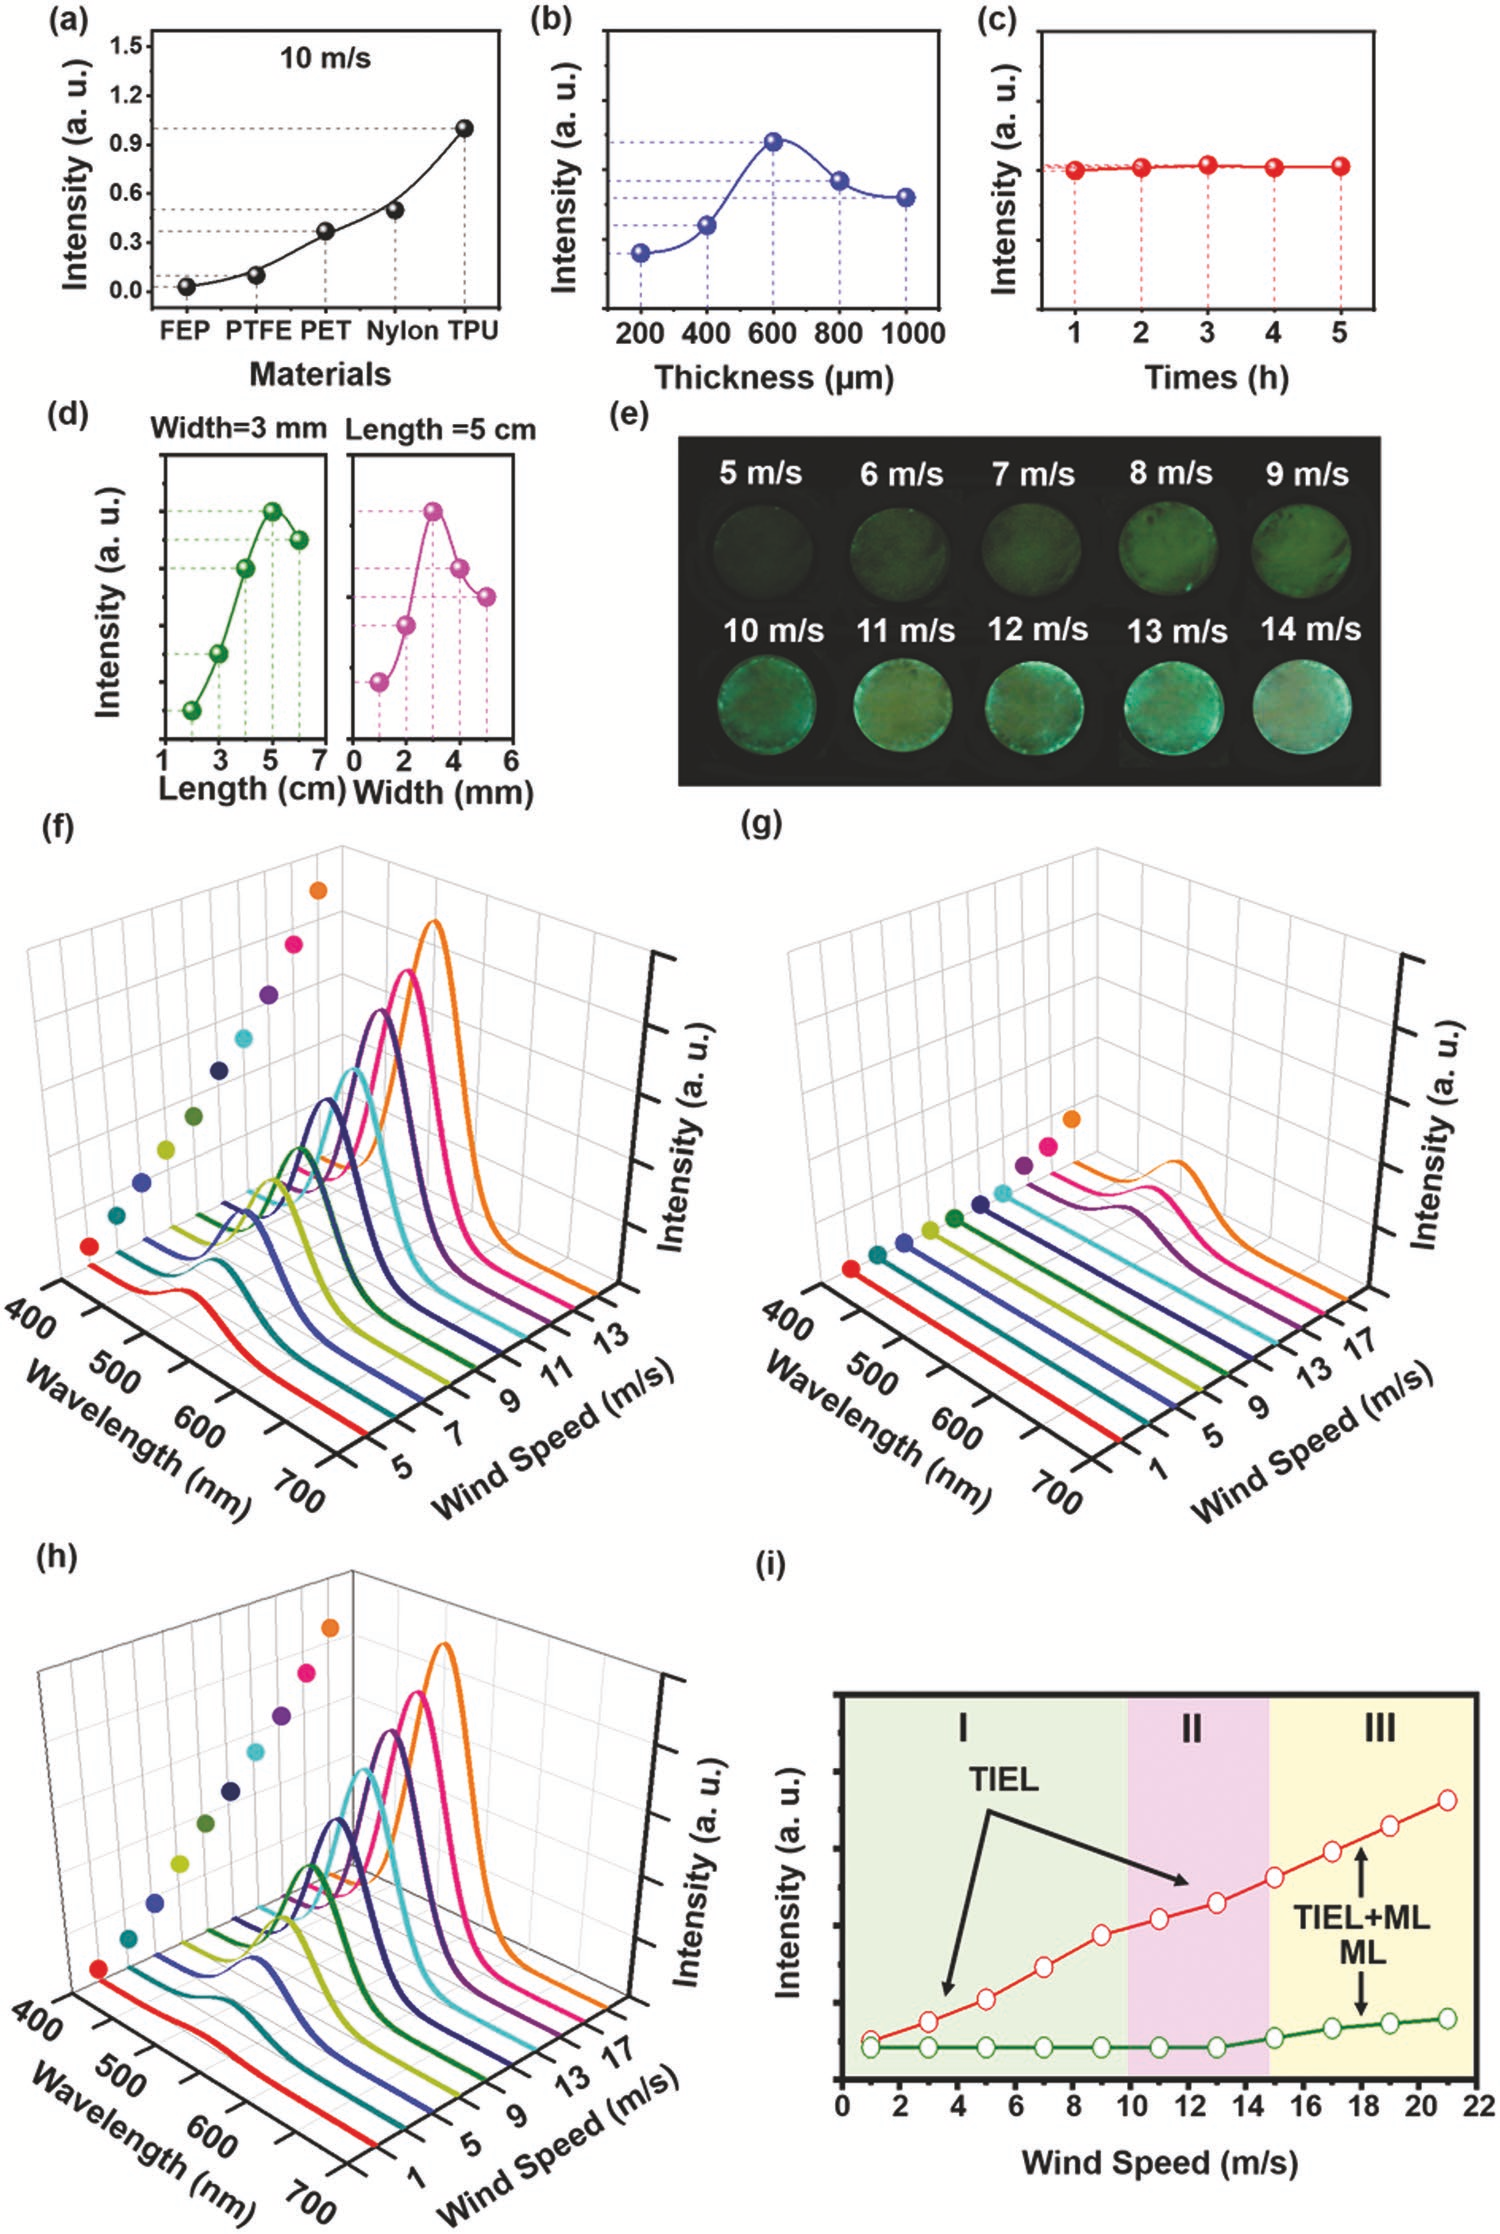 (a)
10 m/s
Intensity (a. u.)
1.5
1.2
0.9
0.6
0.3
0.0
FEP PTFE PET Nylon TPU
Materials
(b)
Intensity (a. u.)
200 400 600 800 1000
Thickness (μm)
(c)
Intensity (a. u.)
1 2 3 4 5
Times (h)
(d)
Width=3 mm Length =5 cm
Intensity (a. u.)
1 3 5 7 0 2 4 6
Length (cm) Width (mm)
(e)
5 m/s 6 m/s 7 m/s 8 m/s 9 m/s
10 m/s 11 m/s 12 m/s 13 m/s 14 m/s
(f)
Intensity (a. u.)
400 500 600 700
Wavelength (nm)
5 7 9 11 13
Wind Speed (m/s)
(g)
Intensity (a. u.)
400 500 600 700
Wavelength (nm)
1 5 9 13 17
Wind Speed (m/s)
(h)
Intensity (a. u.)
400 500 600 700
Wavelength (nm)
1 5 9 13 17
Wind Speed (m/s)
(i)
I II III
TIEL
TIEL+ML
ML
Intensity (a. u.)
0 2 4 6 8 10 12 14 16 18 20 22
Wind Speed (m/s)